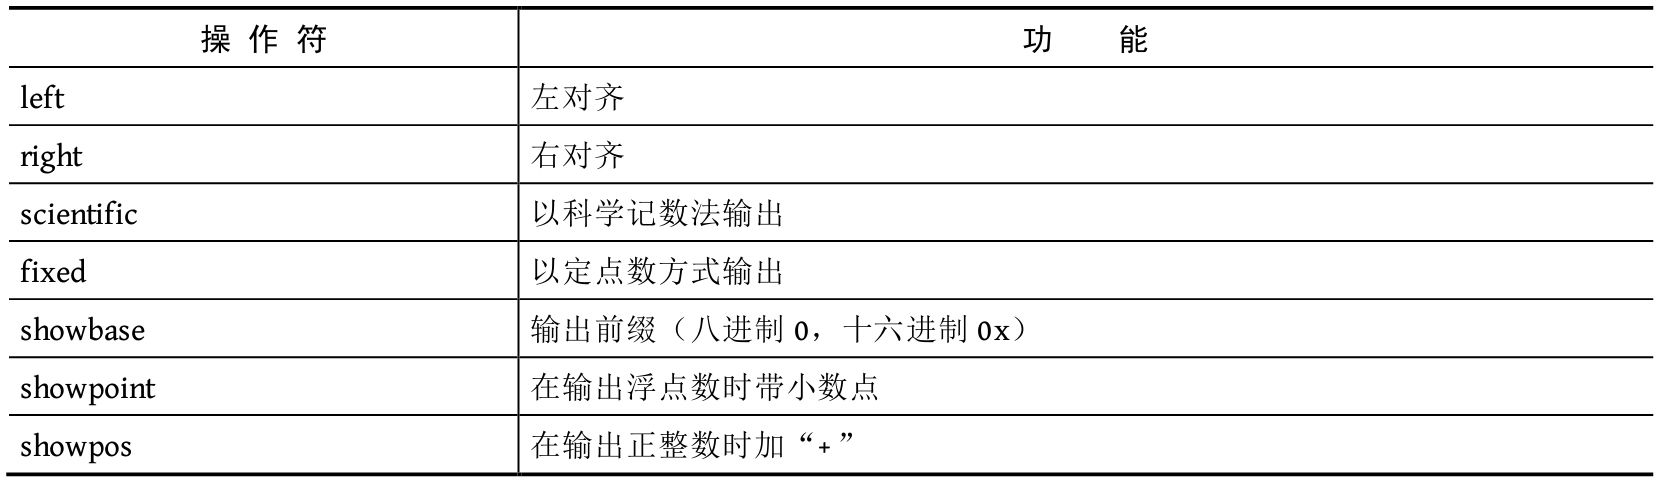 操作符 功能
left 左对齐
right 右对齐
scientific 以科学记数法输出
fixed 以定点数方式输出
showbase 输出前缀（八进制 0，十六进制 0x）
showpoint 在输出浮点数时带小数点
showpos 在输出正整数时加“+”